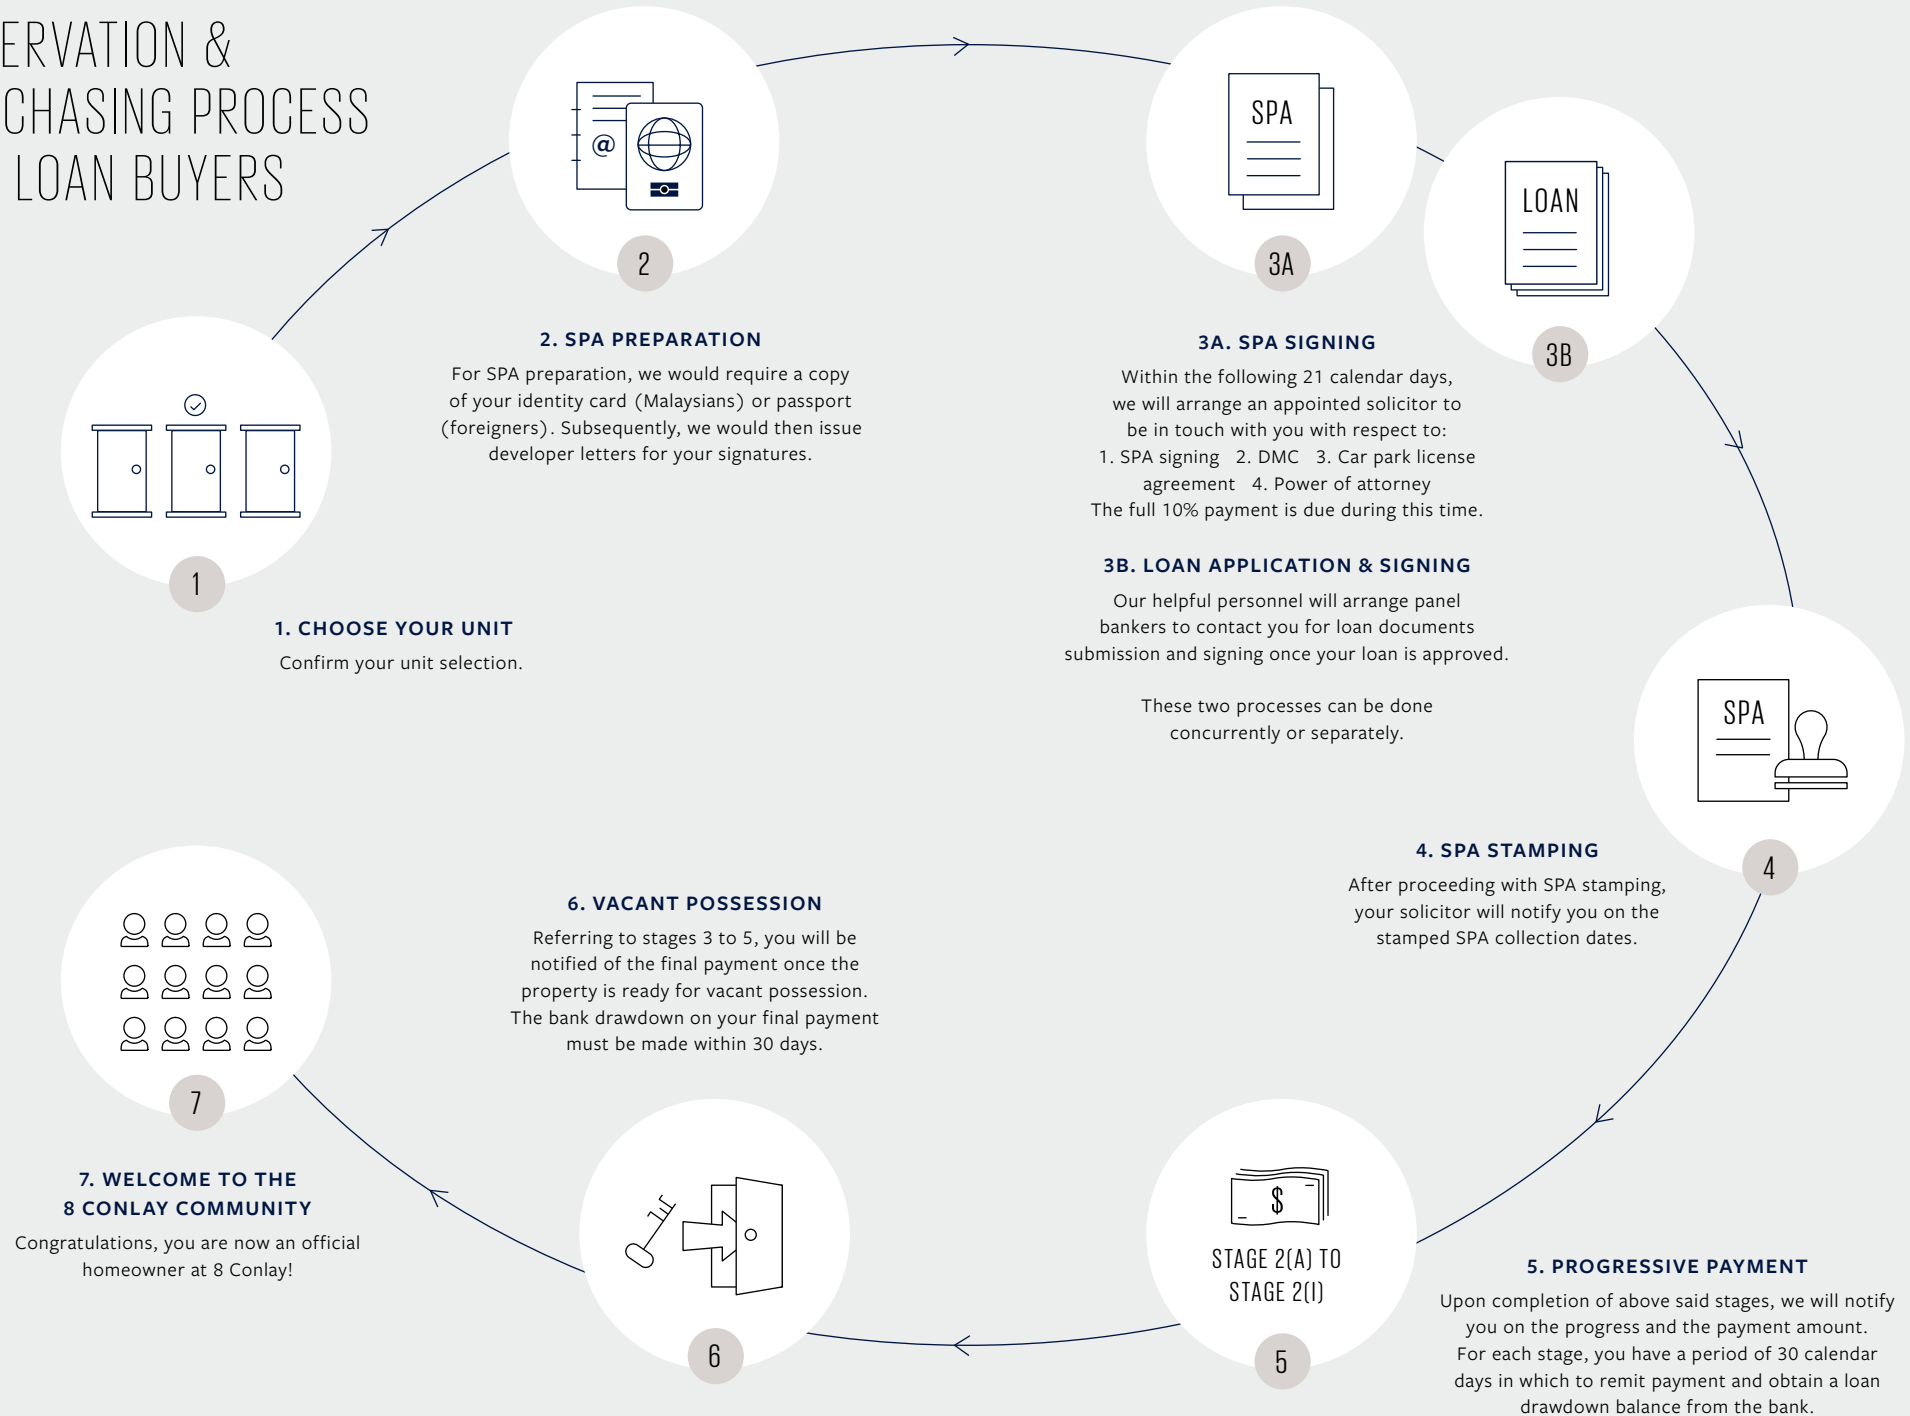 ERVATION &
CHASING PROCESS
LOAN BUYERS
@
2
SPA
3A
LOAN
3B
2. SPA PREPARATION
For SPA preparation, we would require a copy
of your identity card (Malaysians) or passport
(foreigners). Subsequently, we would then issue
developer letters for your signatures.
3A. SPA SIGNING
Within the following 21 calendar days,
we will arrange an appointed solicitor to
be in touch with you with respect to:
1. SPA signing 2. DMC 3. Car park license
agreement 4. Power of attorney
The full 10% payment is due during this time.
3B. LOAN APPLICATION & SIGNING
Our helpful personnel will arrange panel
bankers to contact you for loan documents
submission and signing once your loan is approved.
These two processes can be done
concurrently or separately.
1
1. CHOOSE YOUR UNIT
Confirm your unit selection.
SPA
4
4. SPA STAMPING
After proceeding with SPA stamping,
your solicitor will notify you on the
stamped SPA collection dates.
$
STAGE 2(A) TO
STAGE 2(I)
5
5. PROGRESSIVE PAYMENT
Upon completion of above said stages, we will notify
you on the progress and the payment amount.
For each stage, you have a period of 30 calendar
days in which to remit payment and obtain a loan
drawdown balance from the bank.
6. VACANT POSSESSION
Referring to stages 3 to 5, you will be
notified of the final payment once the
property is ready for vacant possession.
The bank drawdown on your final payment
must be made within 30 days.
6
7
7. WELCOME TO THE
8 CONLAY COMMUNITY
Congratulations, you are now an official
homeowner at 8 Conlay!